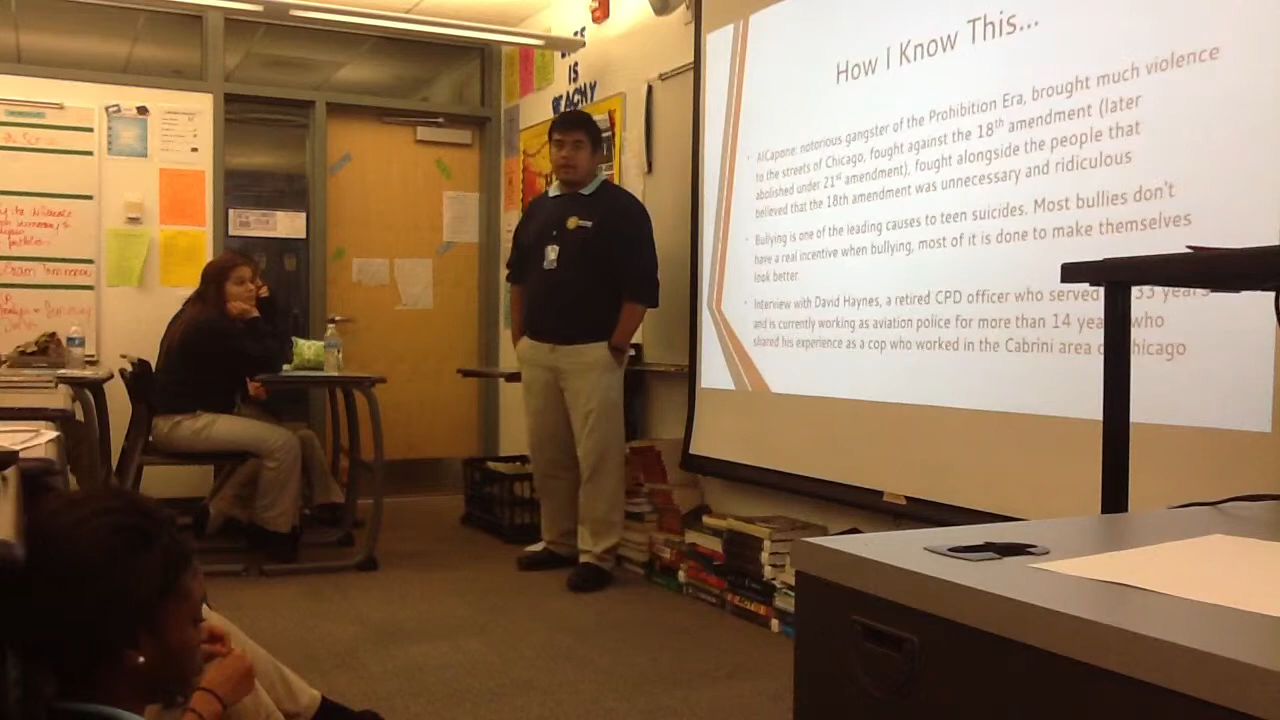 LIFE
IS
PEACHY
How I Know This...
AlCapone: notorious gangster of the Prohibition Era, brought much violence
to the streets of Chicago, fought against the 18th amendment (later
abolished under 21st amendment), fought alongside the people that
believed that the 18th amendment was unnecessary and ridiculous
Bullying is one of the leading causes to teen suicides. Most bullies don't
have a real incentive when bullying, most of it is done to make themselves
look better
Interview with David Haynes, a retired CPD officer who served 33 years
and is currently working as aviation police for more than 14 years who
shared his experience as a cop who worked in the Cabrini area of Chicago